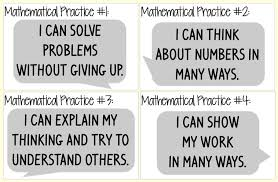 Mathematical Practice #1:
I CAN SOLVE
PROBLEMS
WITHOUT GIVING UP.
Mathematical Practice #2:
I CAN THINK
ABOUT NUMBERS IN
MANY WAYS.
Mathematical Practice #3:
I CAN EXPLAIN MY
THINKING AND TRY TO
UNDERSTAND OTHERS.
Mathematical Practice #4:
I CAN SHOW
MY WORK
IN MANY WAYS.